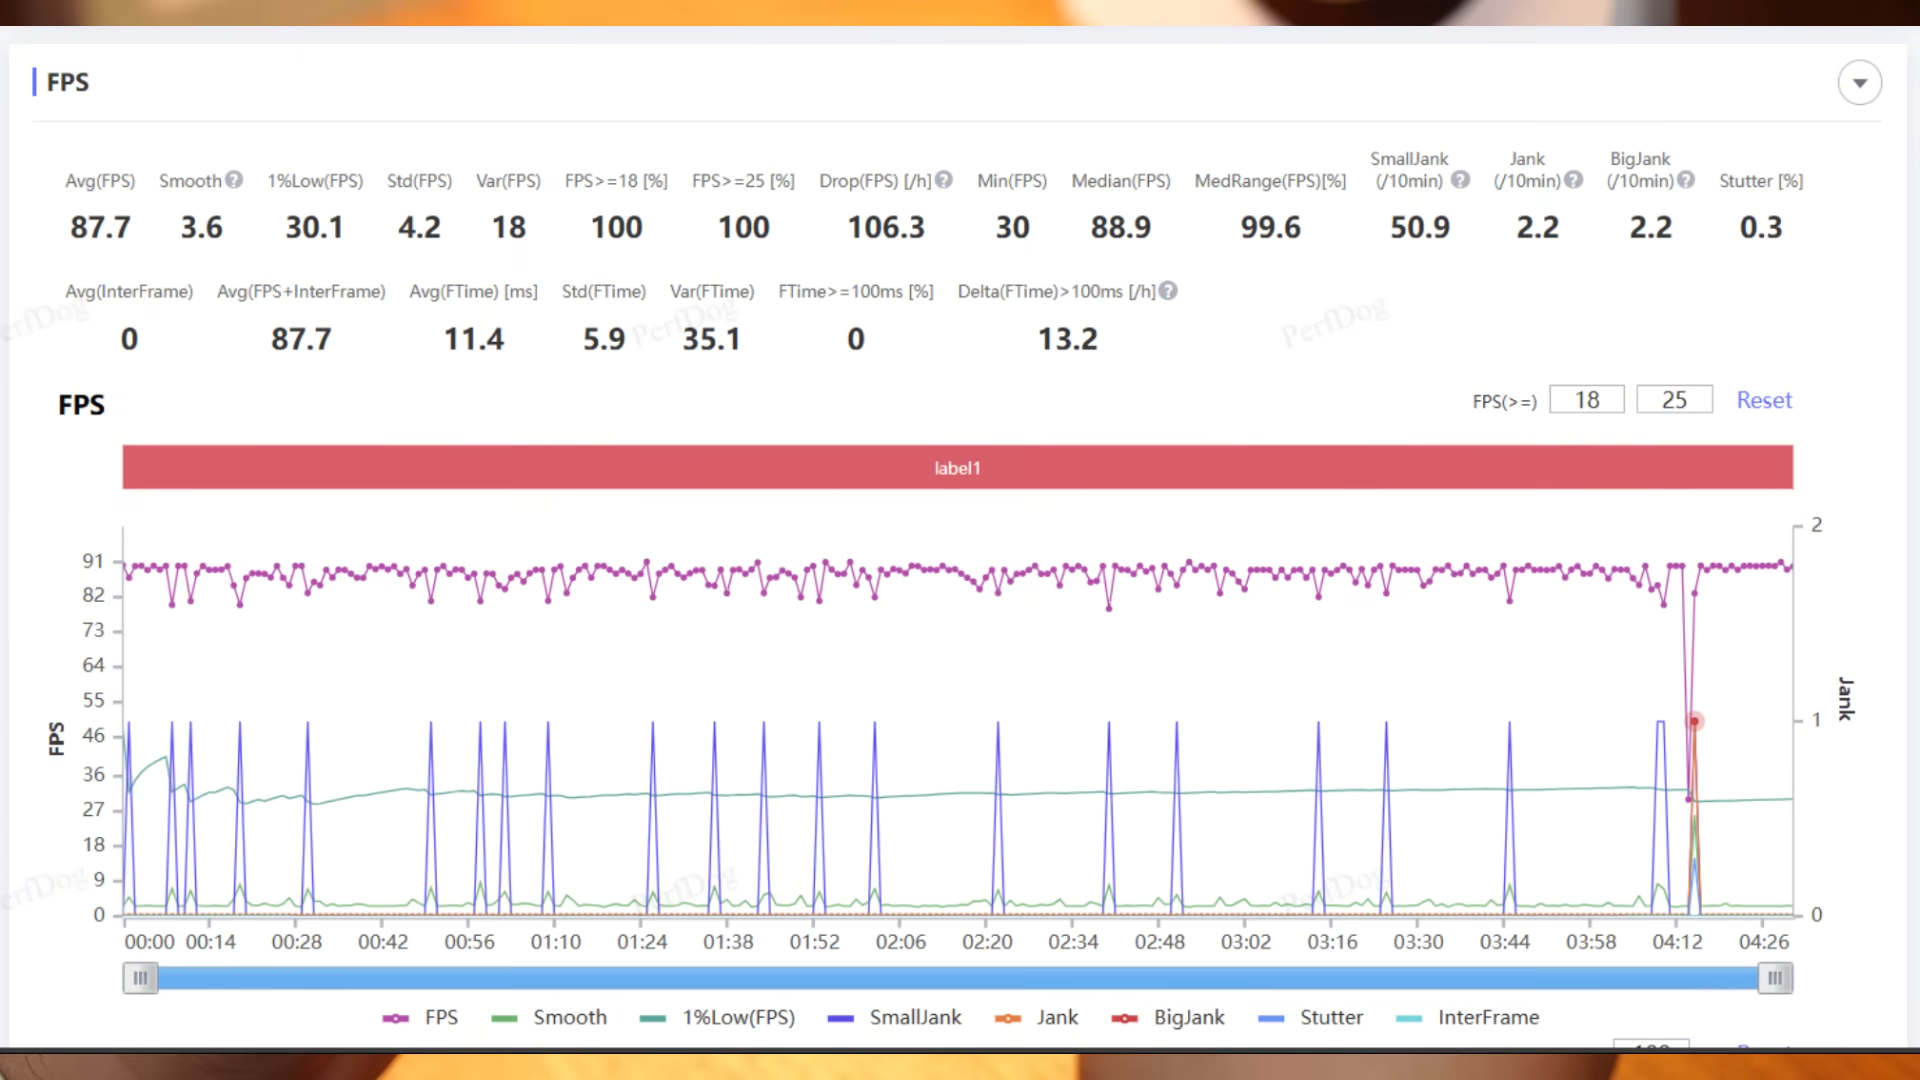 FPS
Avg(FPS) Smooth 1%Low(FPS) Std(FPS) Var(FPS) FPS>=18 [%] FPS>=25 [%] Drop(FPS) [/h] Min(FPS) Median(FPS) MedRange(FPS)[%] SmallJank (/10min) Jank (/10min) BigJank (/10min) Stutter [%]
87.7 3.6 30.1 4.2 18 100 100 106.3 30 88.9 99.6 50.9 2.2 2.2 0.3
Avg(InterFrame) Avg(FPS+InterFrame) Avg(FTime) [ms] Std(FTime) Var(FTime) FTime>=100ms [%] Delta(FTime)>100ms [/h]
0 87.7 11.4 5.9 35.1 0 13.2
PerfDog PerfDog
FPS
FPS(>=) 18 25 Reset
label1
91
82
73
64
55
46
36
27
18
9
0
FPS
2
1
0
Jank
PerfDog PerfDog
00:00 00:14 00:28 00:42 00:56 01:10 01:24 01:38 01:52 02:06 02:20 02:34 02:48 03:02 03:16 03:30 03:44 03:58 04:12 04:26
FPS Smooth 1%Low(FPS) SmallJank Jank BigJank Stutter InterFrame